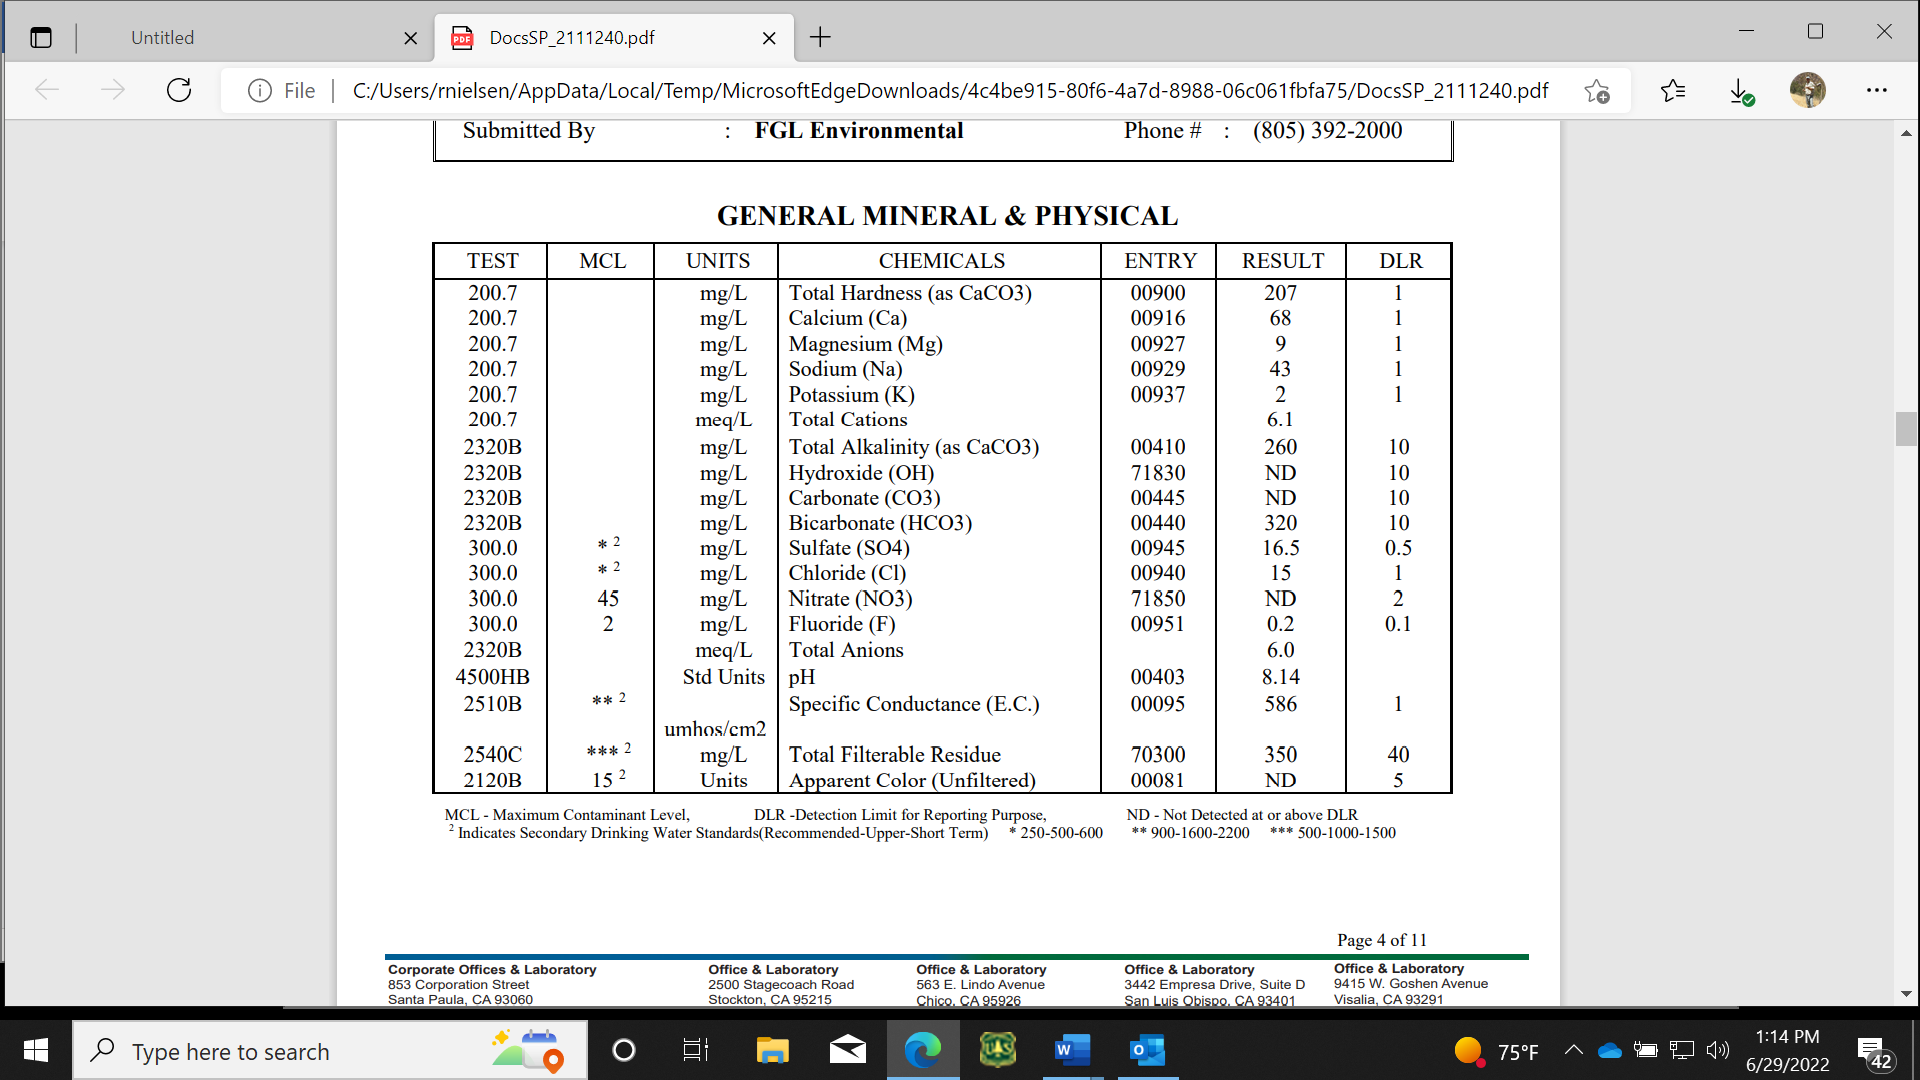 Untitled
DocsSP_2111240.pdf
File C:/Users/rnielsen/AppData/Local/Temp/MicrosoftEdgeDownloads/4c4be915-80f6-4a7d-8988-06c061fbfa75/DocsSP_2111240.pdf
Submitted By : FGL Environmental Phone # : (805) 392-2000
GENERAL MINERAL & PHYSICAL
TEST MCL UNITS CHEMICALS ENTRY RESULT DLR
200.7 mg/L Total Hardness (as CaCO3) 00900 207 1
200.7 mg/L Calcium (Ca) 00916 68 1
200.7 mg/L Magnesium (Mg) 00927 9 1
200.7 mg/L Sodium (Na) 00929 43 1
200.7 mg/L Potassium (K) 00937 2 1
200.7 meq/L Total Cations 6.1
2320B mg/L Total Alkalinity (as CaCO3) 00410 260 10
2320B mg/L Hydroxide (OH) 71830 ND 10
2320B mg/L Carbonate (CO3) 00445 ND 10
2320B mg/L Bicarbonate (HCO3) 00440 320 10
300.0 * 2 mg/L Sulfate (SO4) 00945 16.5 0.5
300.0 * 2 mg/L Chloride (Cl) 00940 15 1
300.0 45 mg/L Nitrate (NO3) 71850 ND 2
300.0 2 mg/L Fluoride (F) 00951 0.2 0.1
2320B meq/L Total Anions 6.0
4500HB Std Units pH 00403 8.14
2510B ** 2 Specific Conductance (E.C.) 00095 586 1
umhos/cm2
2540C *** 2 mg/L Total Filterable Residue 70300 350 40
2120B 15 2 Units Apparent Color (Unfiltered) 00081 ND 5
MCL - Maximum Contaminant Level, DLR -Detection Limit for Reporting Purpose, ND - Not Detected at or above DLR
2 Indicates Secondary Drinking Water Standards(Recommended-Upper-Short Term) * 250-500-600 ** 900-1600-2200 *** 500-1000-1500
Page 4 of 11
Corporate Offices & Laboratory Office & Laboratory Office & Laboratory Office & Laboratory Office & Laboratory
853 Corporation Street 2500 Stagecoach Road 563 E. Lindo Avenue 3442 Empresa Drive, Suite D 9415 W. Goshen Avenue
Santa Paula, CA 93060 Stockton, CA 95215 Chico, CA 95926 San Luis Obispo, CA 93401 Visalia, CA 93291
Type here to search
75°F
1:14 PM
6/29/2022
42